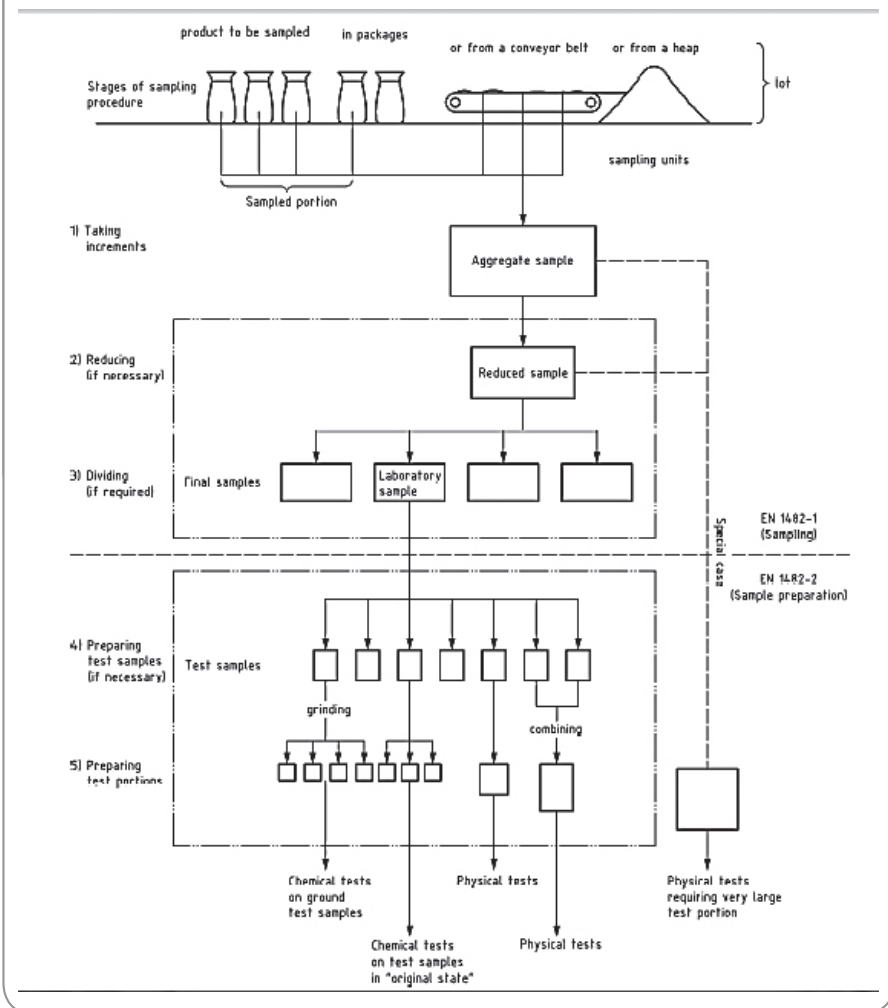 product to be sampled
in packages
or from a conveyor belt
or from a heap
lot
Stages of sampling
procedure
sampling units
Sampled portion
1) Taking
increments
Aggregate sample
2) Reducing
(if necessary)
Reduced sample
3) Dividing
(if required)
Final samples
Laboratory
sample
Special case
EN 1482-1
(Sampling)
EN 1482-2
(Sample preparation)
4) Preparing
test samples
(if necessary)
Test samples
grinding
combining
5) Preparing
test portions
Chemical tests
on ground
test samples
Physical tests
Physical tests
requiring very large
test portion
Chemical tests
on test samples
in "original state"
Physical tests